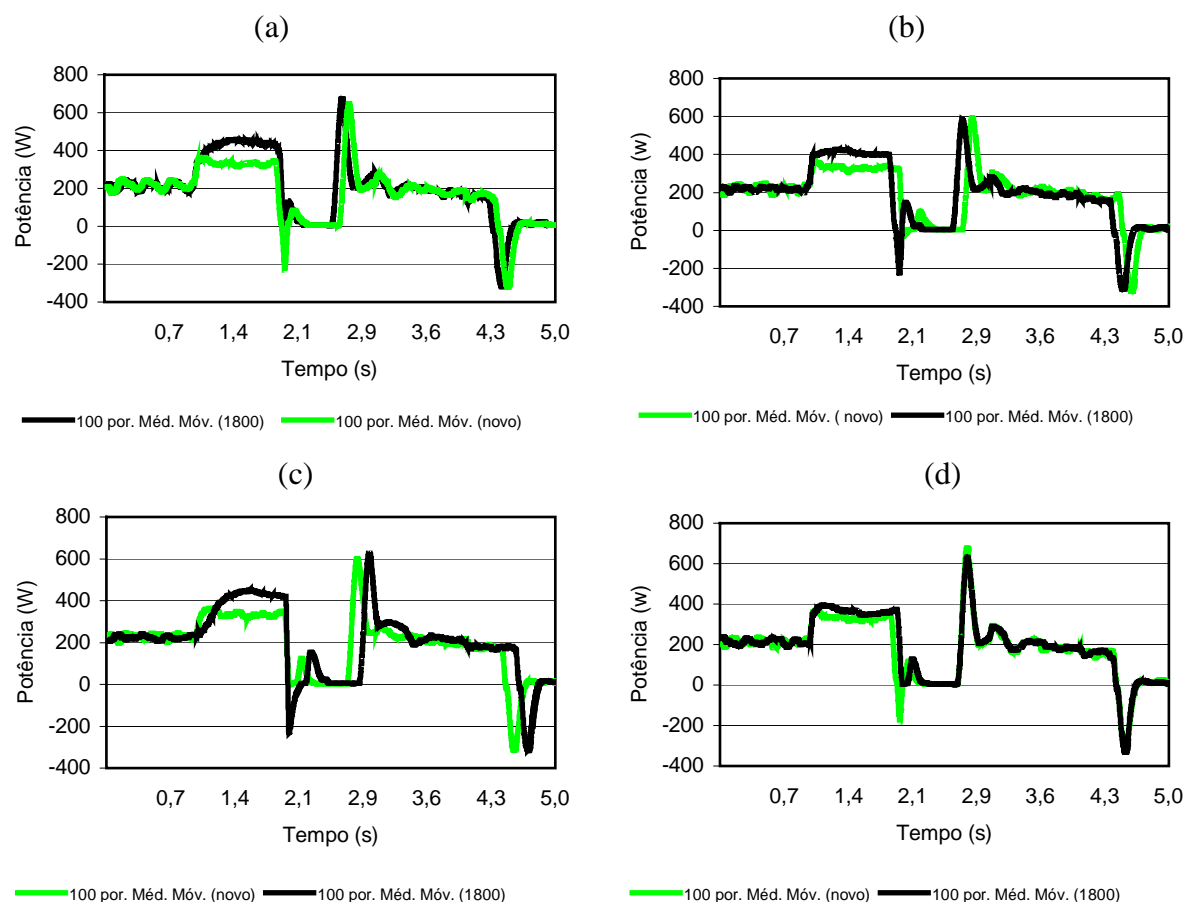 (a)
800
600
400
200
0
-200
-400
Potência (W)
0,7 1,4 2,1 2,9 3,6 4,3 5,0
Tempo (s)
100 por. Méd. Móv. (1800) 100 por. Méd. Móv. (novo)
(b)
800
600
400
200
0
-200
-400
Potência (w)
0,7 1,4 2,1 2,9 3,6 4,3 5,0
Tempo (s)
100 por. Méd. Móv. ( novo) 100 por. Méd. Móv. (1800)
(c)
800
600
400
200
0
-200
-400
Potência (W)
0,7 1,4 2,1 2,9 3,6 4,3 5,0
Tempo (s)
100 por. Méd. Móv. (novo) 100 por. Méd. Móv. (1800)
(d)
800
600
400
200
0
-200
-400
Potência (w)
0,7 1,4 2,1 2,9 3,6 4,3 5,0
Tempo (s)
100 por. Méd. Móv. (novo) 100 por. Méd. Móv. (1800)